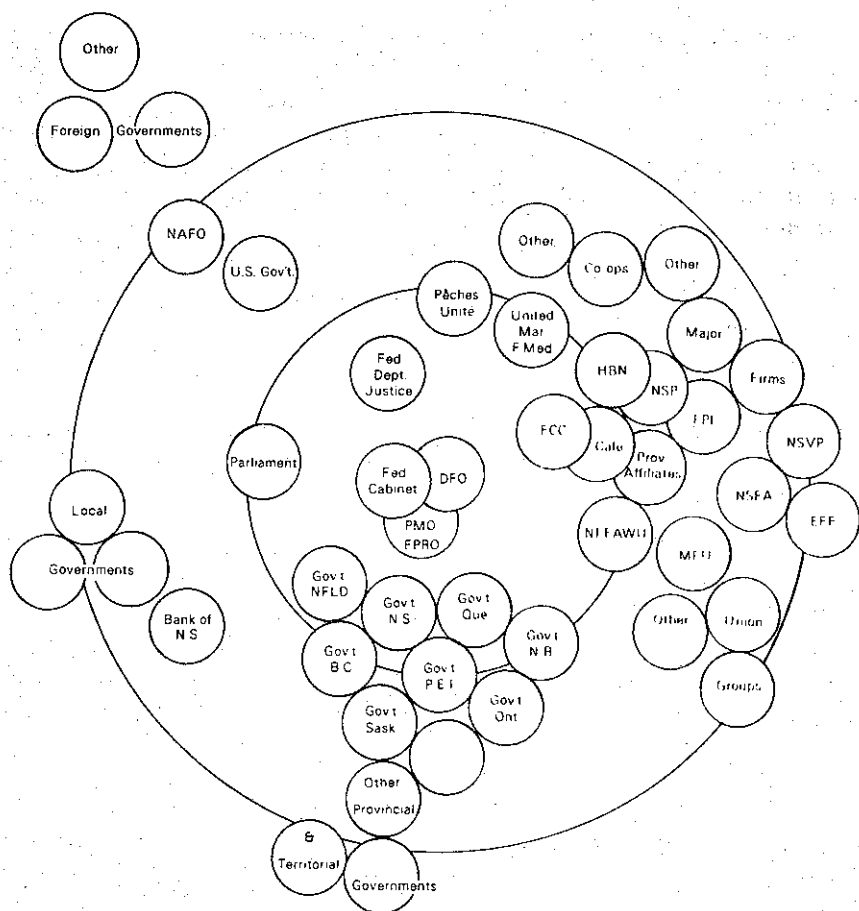 Other
Foreign
Governments
NAFO
U.S. Gov't.
Other
Co ops
Other
Pêches
Unité
United
Mar
F Med
Major
Fed
Dept.
Justice
HBN
NSP
Firms
FPI
FCC
Cafe
Prov
Affiliates
NSVP
Parliament
Fed
Cabinet
DFO
NSFA
EFF
PMO
FPRO
Local
Governments
MFU
Bank of
N S
Other
Union
Groups
Gov't
NFLD
Gov't
N S
Gov't
Que
Gov't
N B
Gov't
B C
Gov't
P E I
Gov't
Sask
Gov't
Ont
Other
Provincial
&
Territorial
Governments